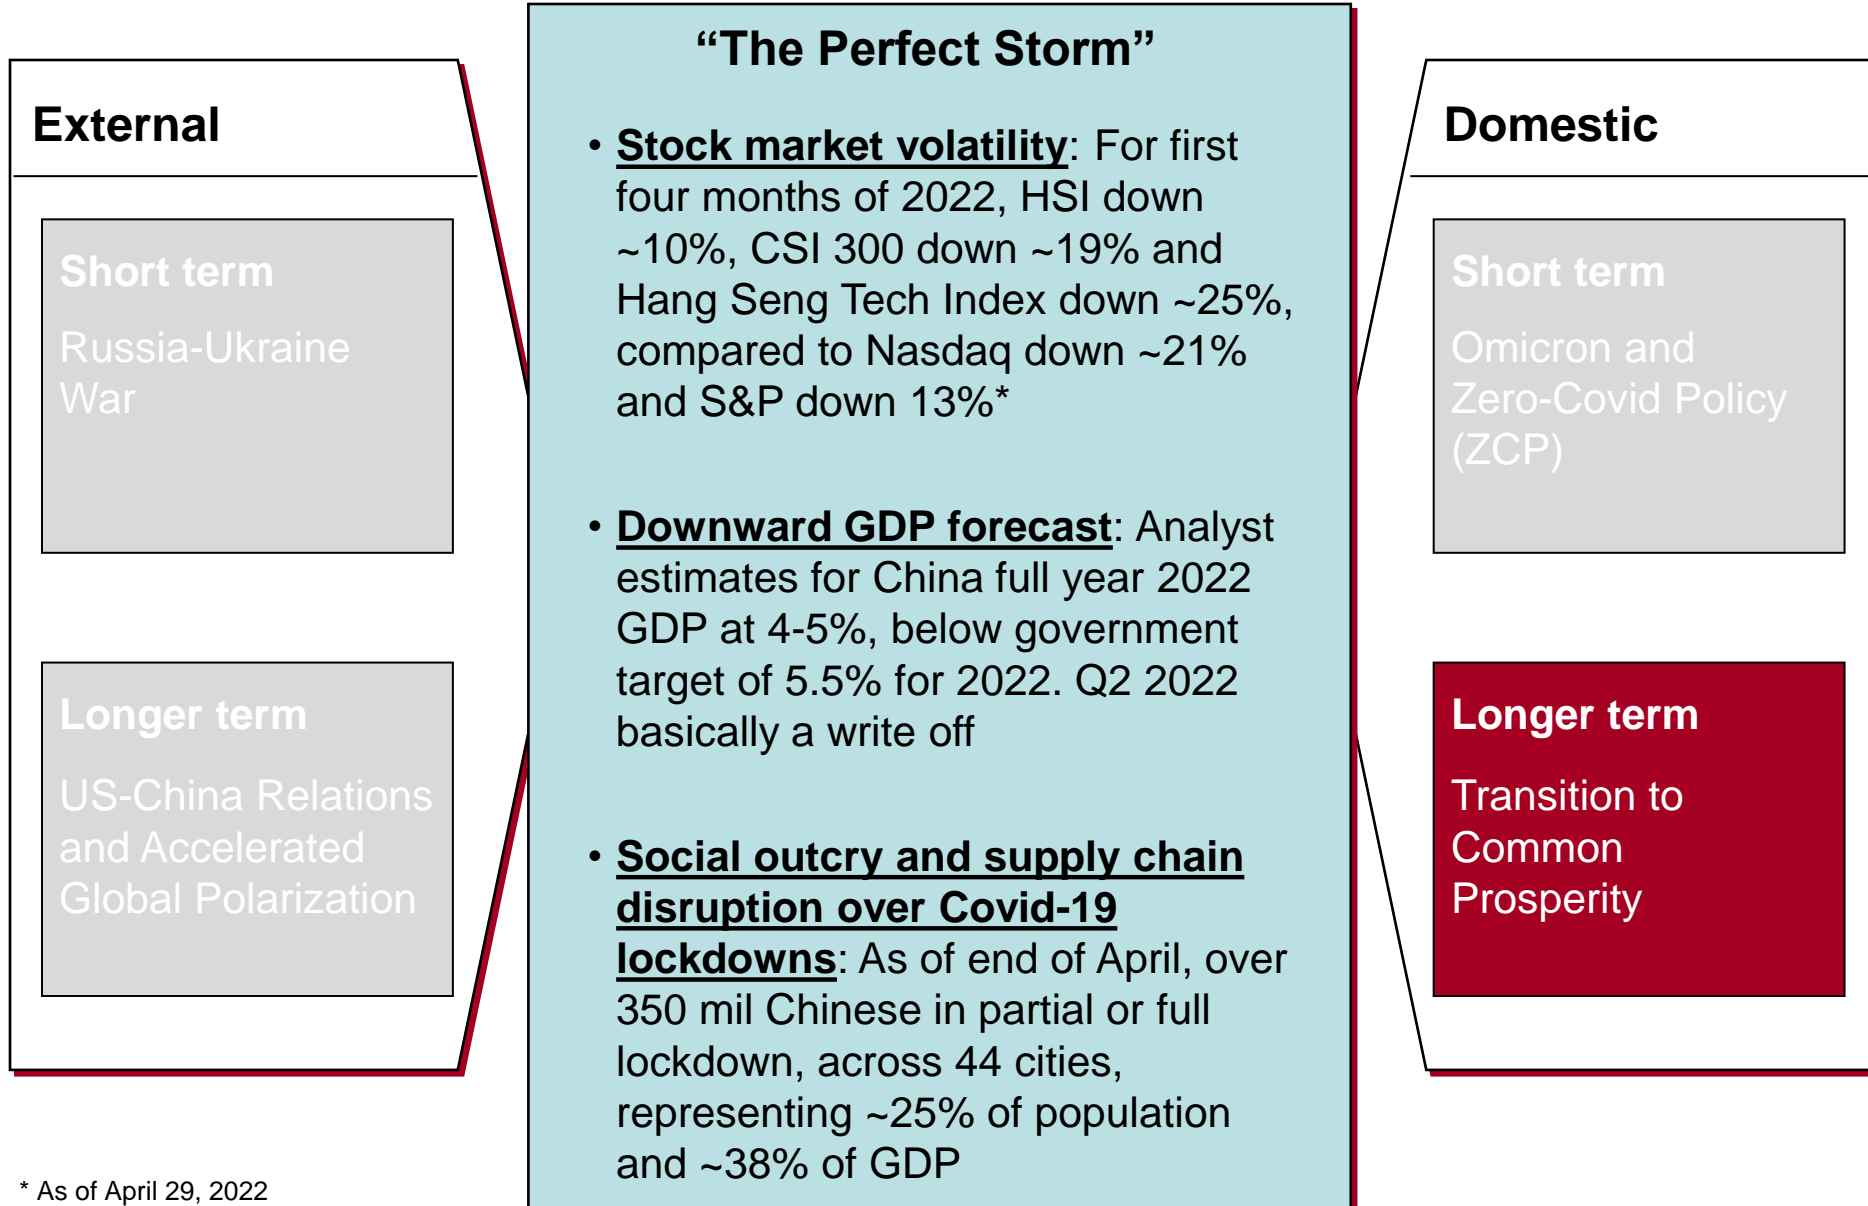 External
Short term
Russia-Ukraine
War
Longer term
US-China Relations
and Accelerated
Global Polarization
“The Perfect Storm”
• Stock market volatility: For first
four months of 2022, HSI down
~10%, CSI 300 down ~19% and
Hang Seng Tech Index down ~25%,
compared to Nasdaq down ~21%
and S&P down 13%*
• Downward GDP forecast: Analyst
estimates for China full year 2022
GDP at 4-5%, below government
target of 5.5% for 2022. Q2 2022
basically a write off
• Social outcry and supply chain
disruption over Covid-19
lockdowns: As of end of April, over
350 mil Chinese in partial or full
lockdown, across 44 cities,
representing ~25% of population
and ~38% of GDP
Domestic
Short term
Omicron and
Zero-Covid Policy
(ZCP)
Longer term
Transition to
Common
Prosperity
* As of April 29, 2022